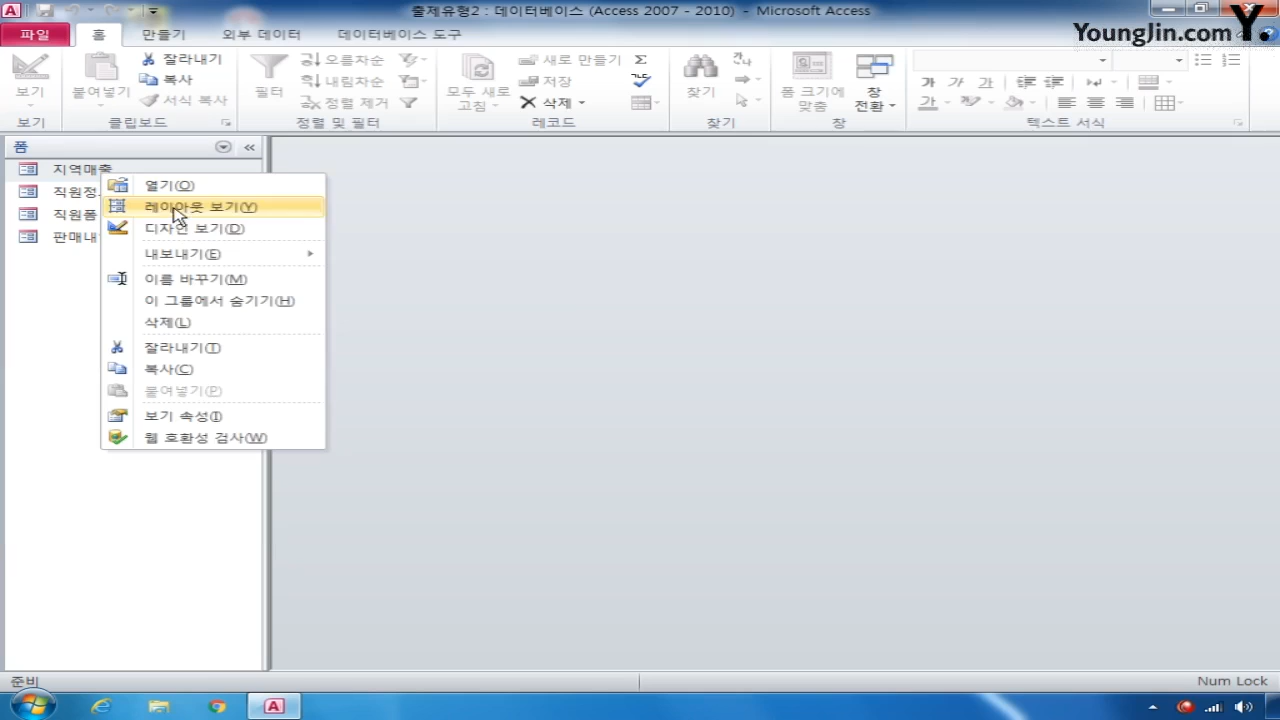 출제유형2 : 데이터베이스 (Access 2007 - 2010) - Microsoft Access
YoungJin.com Y.
파일 홈 만들기 외부 데이터 데이터베이스 도구
보기
붙여넣기
잘라내기
복사
서식 복사
필터
오름차순
내림차순
정렬 제거
모두 새로 고침
새로 만들기
저장
삭제
찾기
폼 크기에 맞춤
창 전환
가 가 가
가
보기 클립보드 정렬 및 필터 레코드 찾기 창 텍스트 서식
폼
지역매출
직원정
직원폼
판매내
열기(O)
레이아웃 보기(Y)
디자인 보기(D)
내보내기(E)
이름 바꾸기(M)
이 그룹에서 숨기기(H)
삭제(L)
잘라내기(T)
복사(C)
붙여넣기(P)
보기 속성(I)
웹 호환성 검사(W)
준비 Num Lock